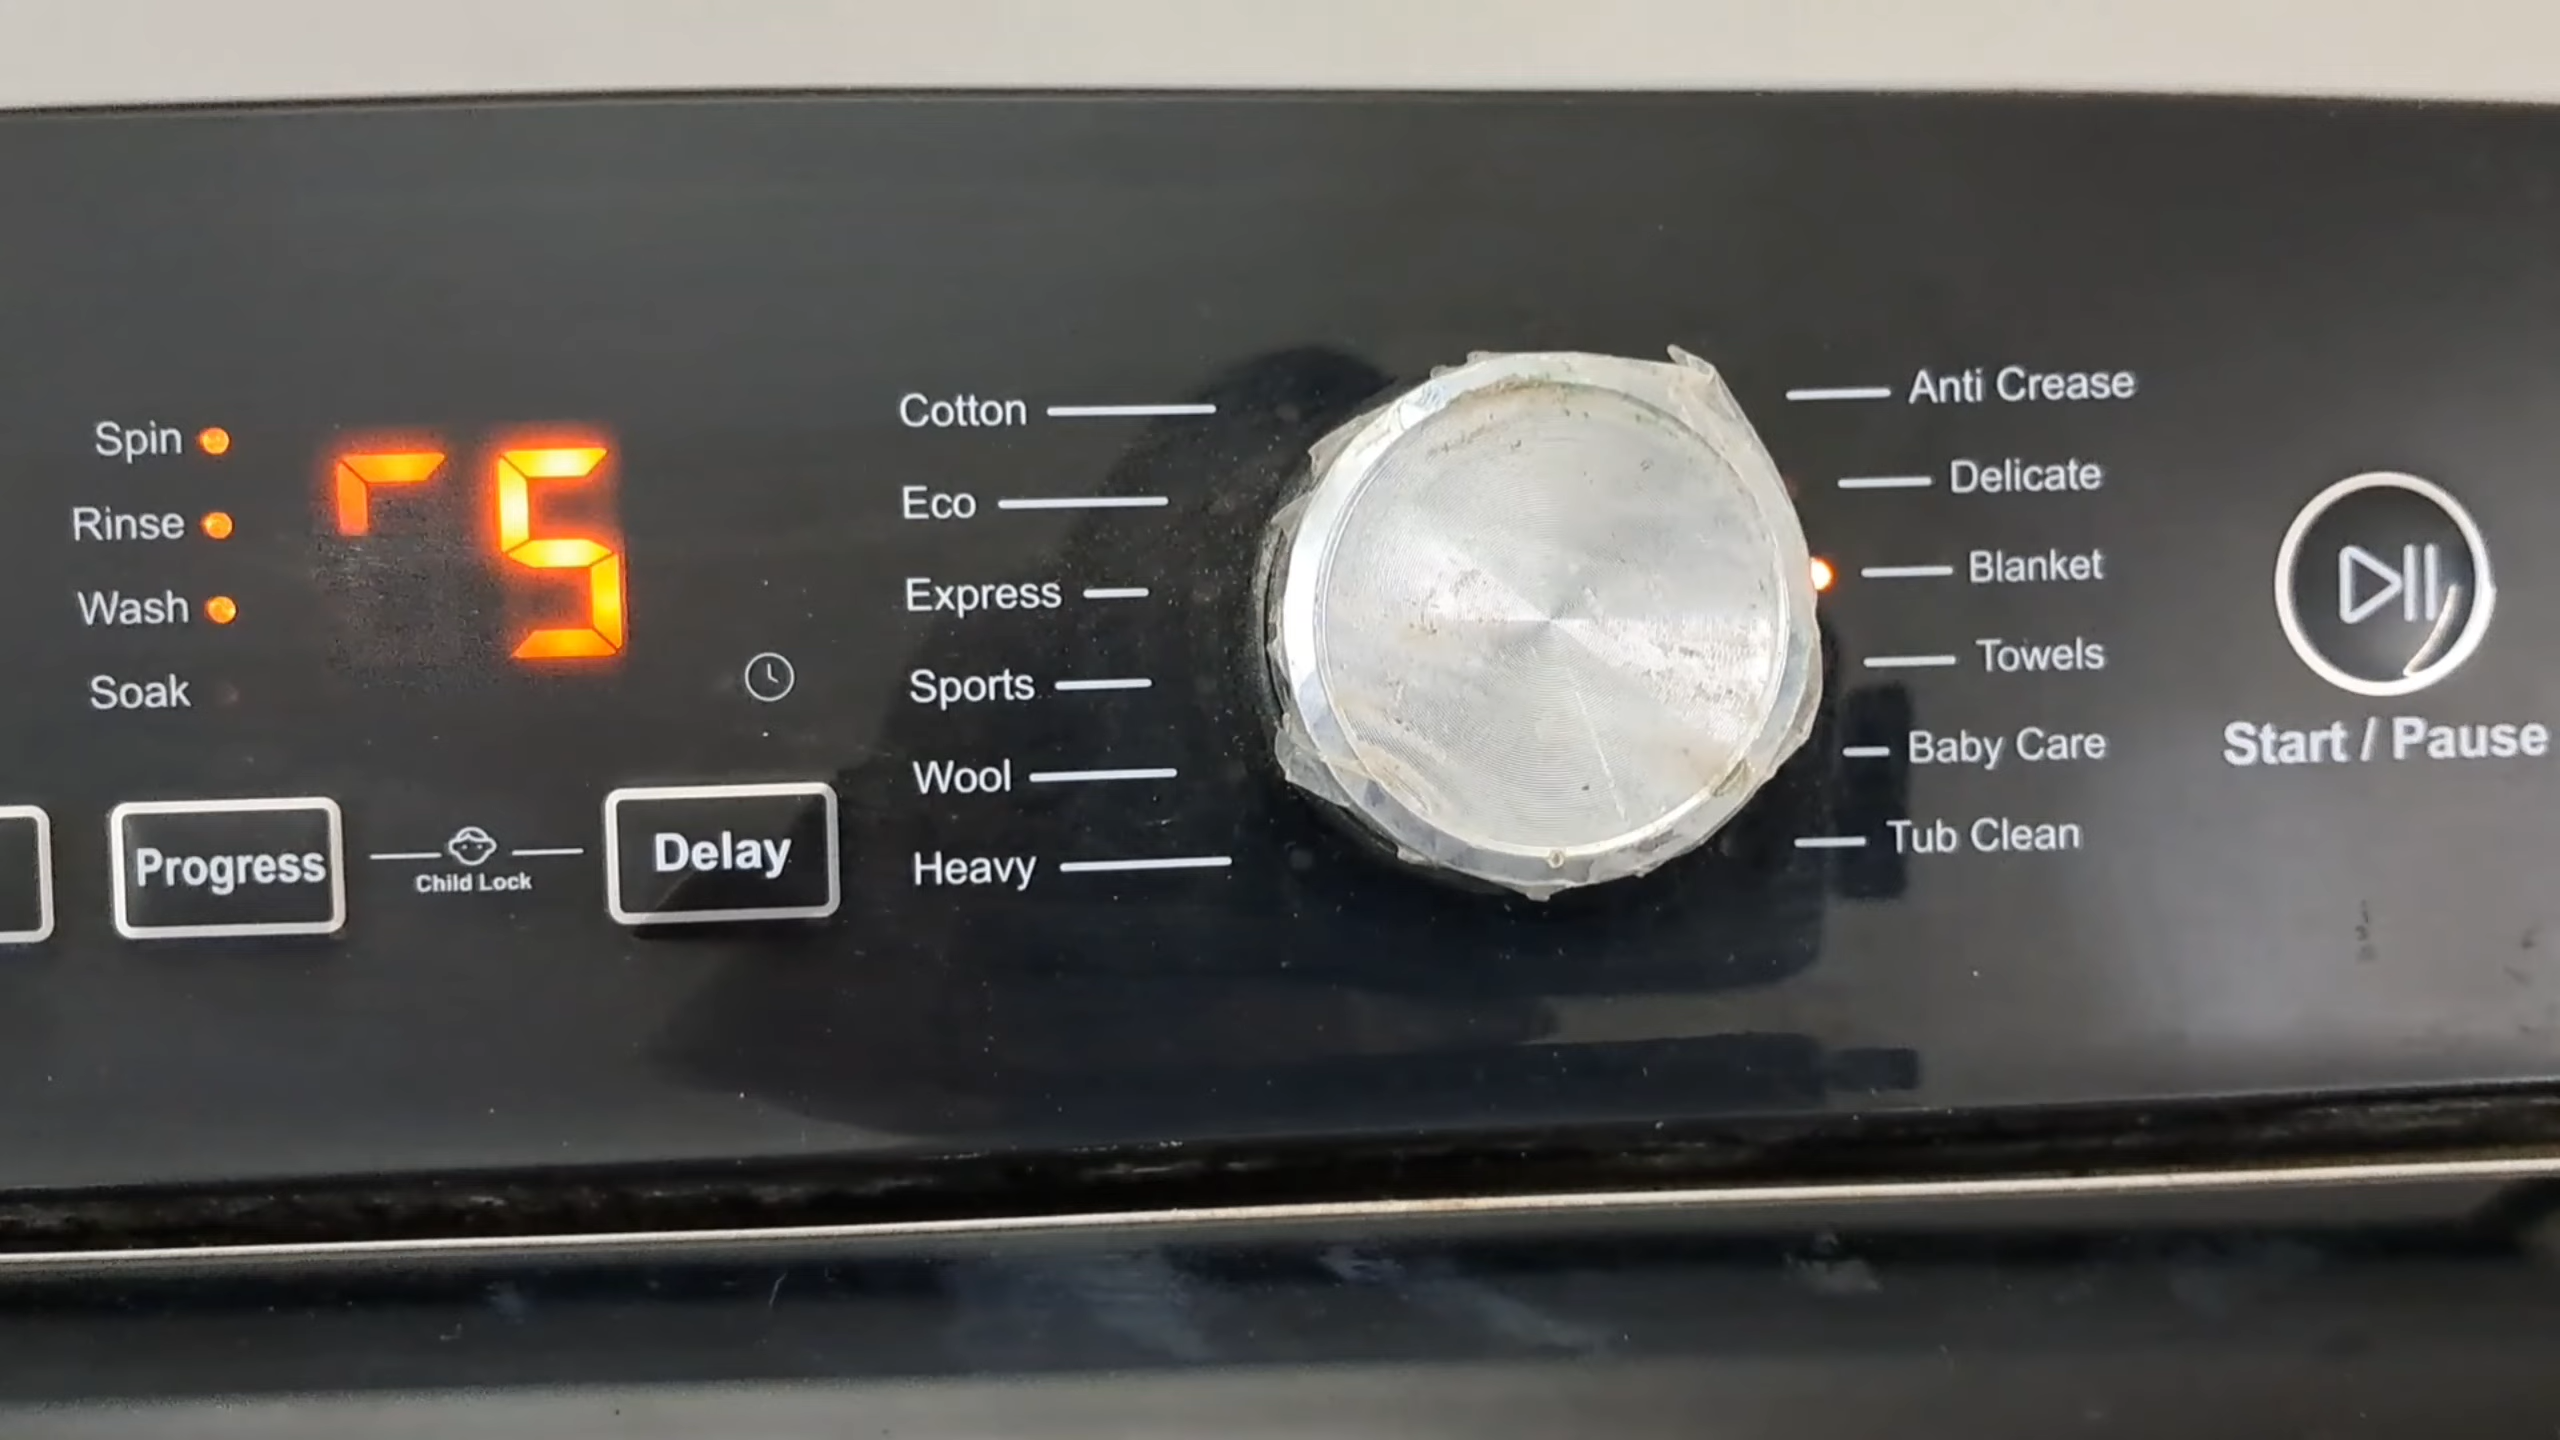 Spin
Rinse
Wash
Soak
Progress
Child Lock
Delay
Cotton
Eco
Express
Sports
Wool
Heavy
Anti Crease
Delicate
Blanket
Towels
Baby Care
Tub Clean
Start / Pause